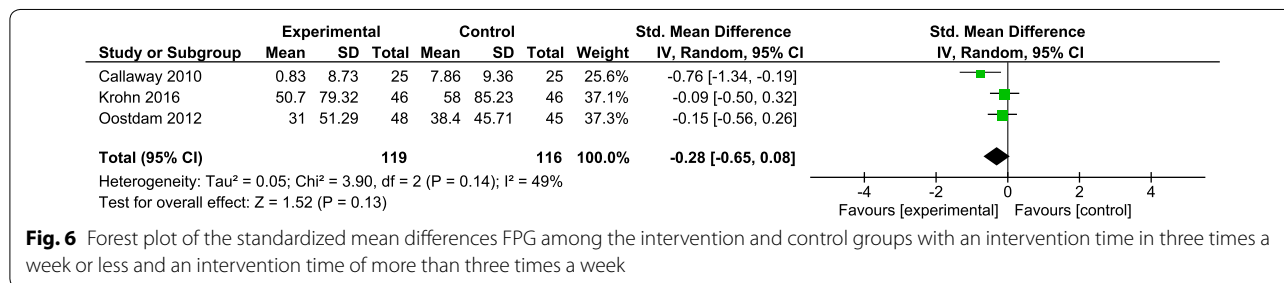 Experimental Control Std. Mean Difference Std. Mean Difference
Study or Subgroup Mean SD Total Mean SD Total Weight IV, Random, 95% CI IV, Random, 95% CI
Callaway 2010 0.83 8.73 25 7.86 9.36 25 25.6% -0.76 [-1.34, -0.19]
Krohn 2016 50.7 79.32 46 58 85.23 46 37.1% -0.09 [-0.50, 0.32]
Oostdam 2012 31 51.29 48 38.4 45.71 45 37.3% -0.15 [-0.56, 0.26]
Total (95% CI) 119 116 100.0% -0.28 [-0.65, 0.08]
Heterogeneity: Tau² = 0.05; Chi² = 3.90, df = 2 (P = 0.14); I² = 49%
Test for overall effect: Z = 1.52 (P = 0.13)
-4 -2 0 2 4
Favours [experimental] Favours [control]
Fig. 6 Forest plot of the standardized mean differences FPG among the intervention and control groups with an intervention time in three times a
week or less and an intervention time of more than three times a week